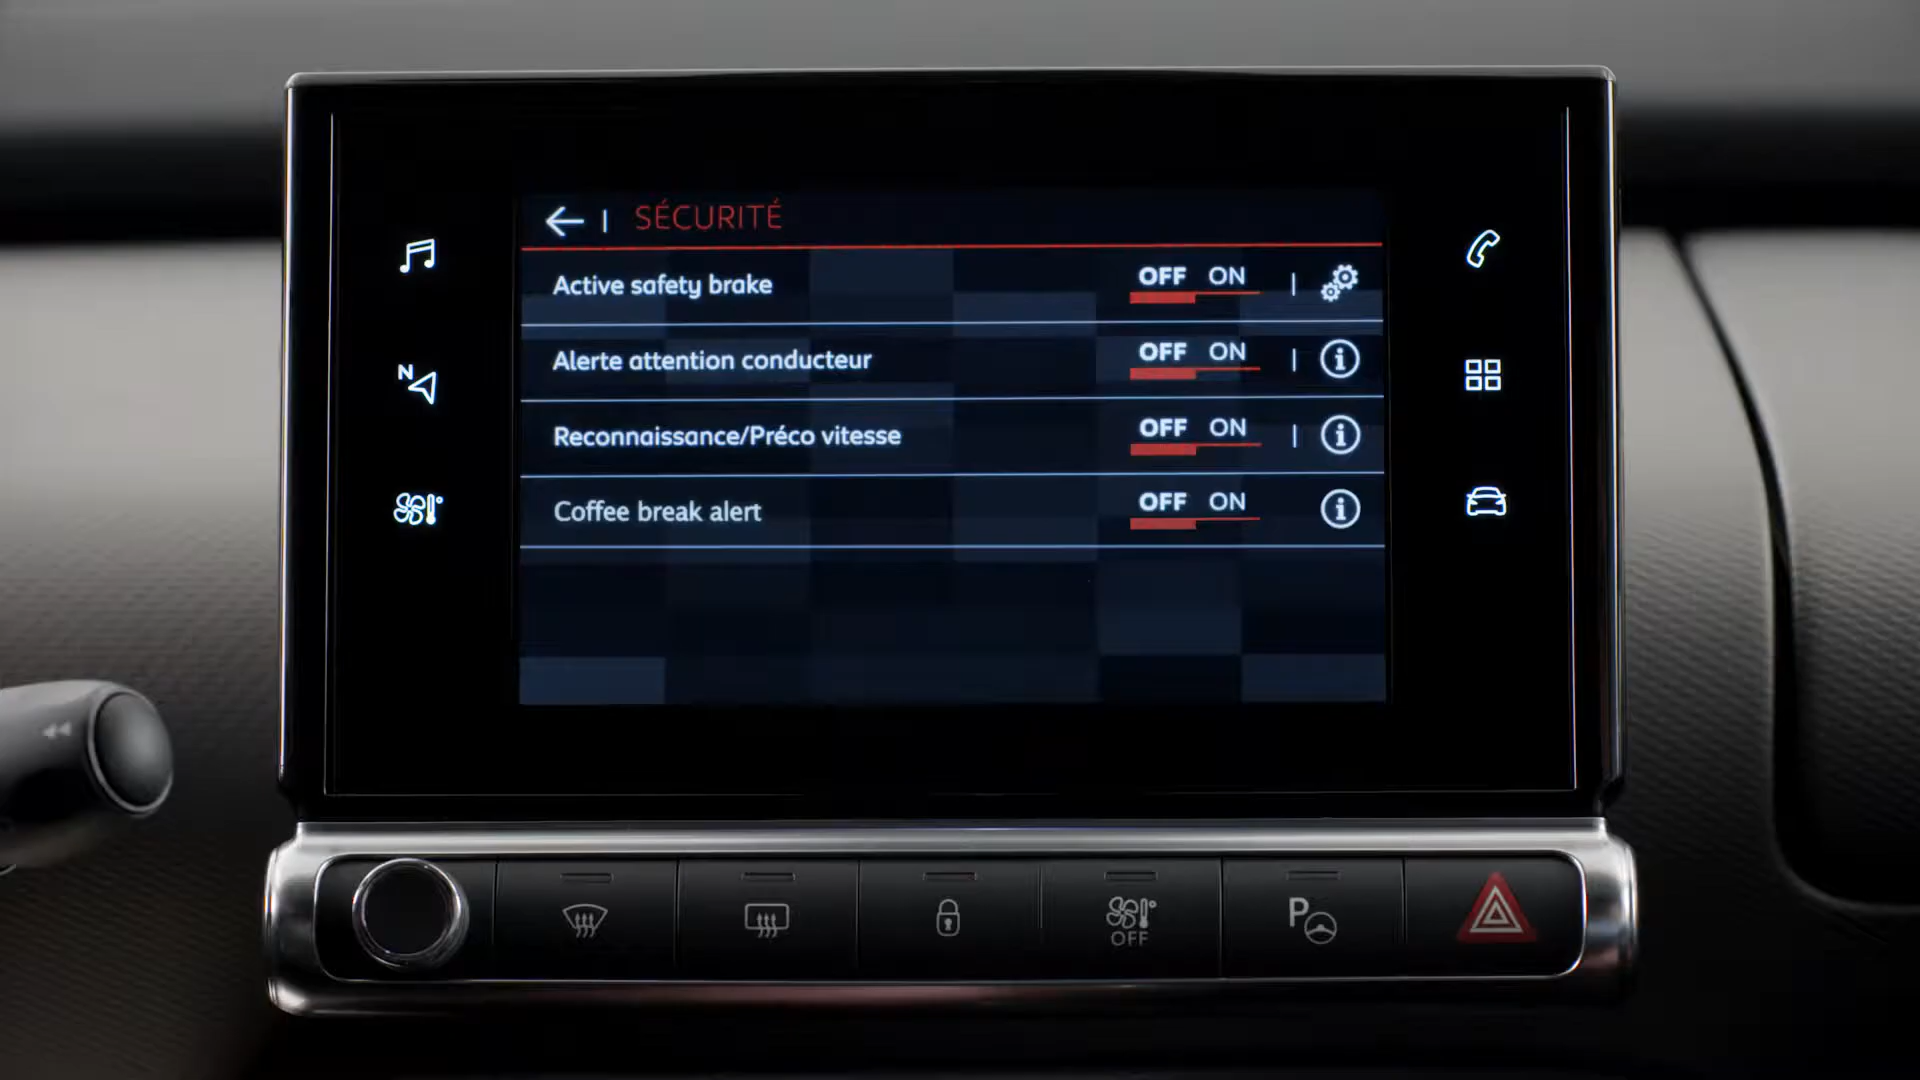 SÉCURITÉ
Active safety brake OFF ON
Alerte attention conducteur OFF ON
Reconnaissance/Préco vitesse OFF ON
Coffee break alert OFF ON
N
OFF
P